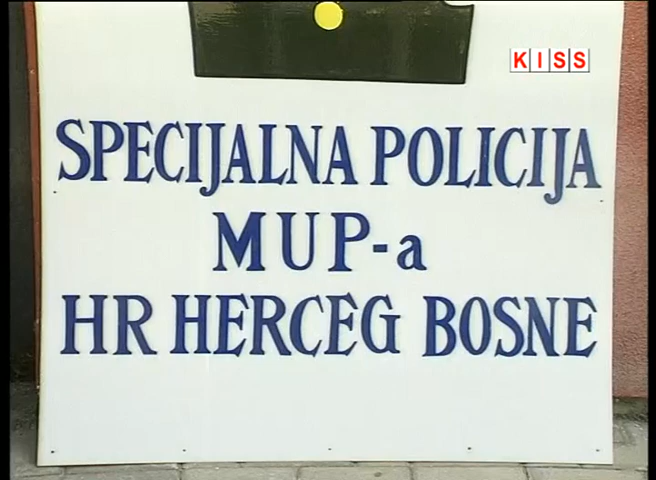 KISS
SPECIJALNA POLICIJA
MUP-a
HR HERCEG BOSNE